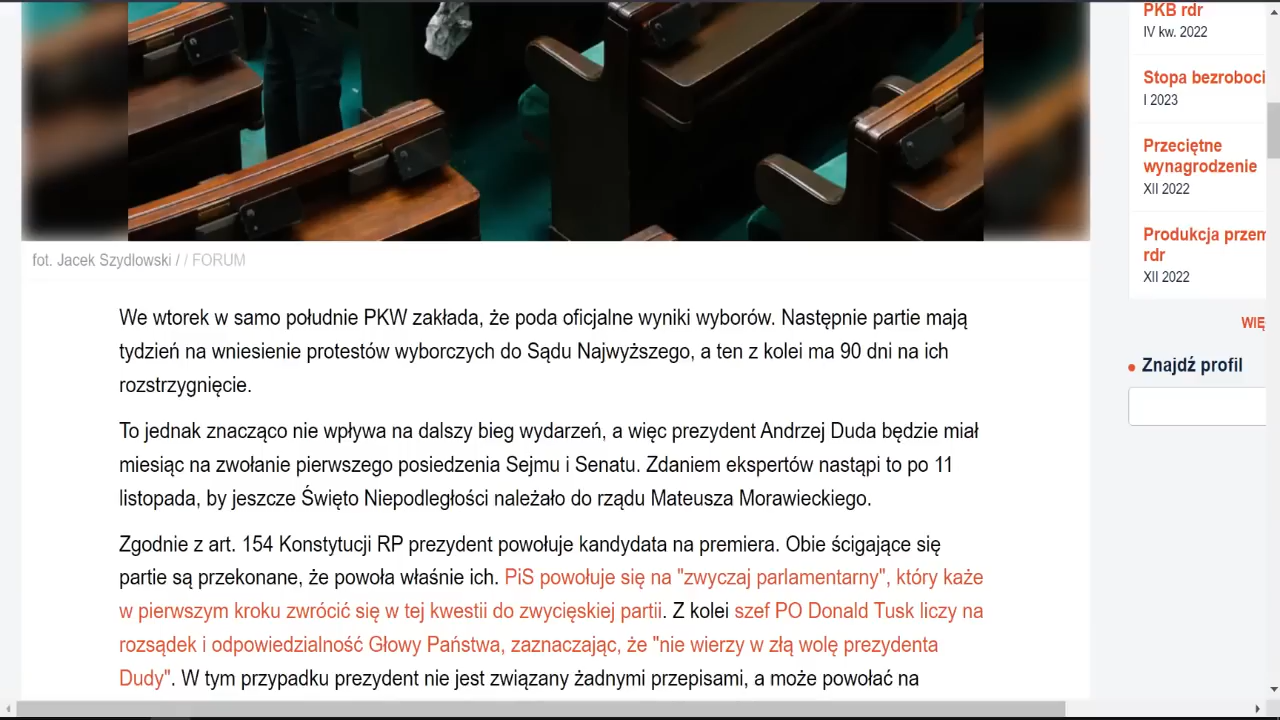 fot. Jacek Szydlowski / / FORUM
We wtorek w samo południe PKW zakłada, że poda oficjalne wyniki wyborów. Następnie partie mają
tydzień na wniesienie protestów wyborczych do Sądu Najwyższego, a ten z kolei ma 90 dni na ich
rozstrzygnięcie.
To jednak znacząco nie wpływa na dalszy bieg wydarzeń, a więc prezydent Andrzej Duda będzie miał
miesiąc na zwołanie pierwszego posiedzenia Sejmu i Senatu. Zdaniem ekspertów nastąpi to po 11
listopada, by jeszcze Święto Niepodległości należało do rządu Mateusza Morawieckiego.
Zgodnie z art. 154 Konstytucji RP prezydent powołuje kandydata na premiera. Obie ścigające się
partie są przekonane, że powoła właśnie ich. PiS powołuje się na "zwyczaj parlamentarny", który każe
w pierwszym kroku zwrócić się w tej kwestii do zwycięskiej partii. Z kolei szef PO Donald Tusk liczy na
rozsądek i odpowiedzialność Głowy Państwa, zaznaczając, że "nie wierzy w złą wolę prezydenta
Dudy". W tym przypadku prezydent nie jest związany żadnymi przepisami, a może powołać na
PKB rdr
IV kw. 2022
Stopa bezroboci
I 2023
Przeciętne
wynagrodzenie
XII 2022
Produkcja przem
rdr
XII 2022
WIĘ
Znajdź profil